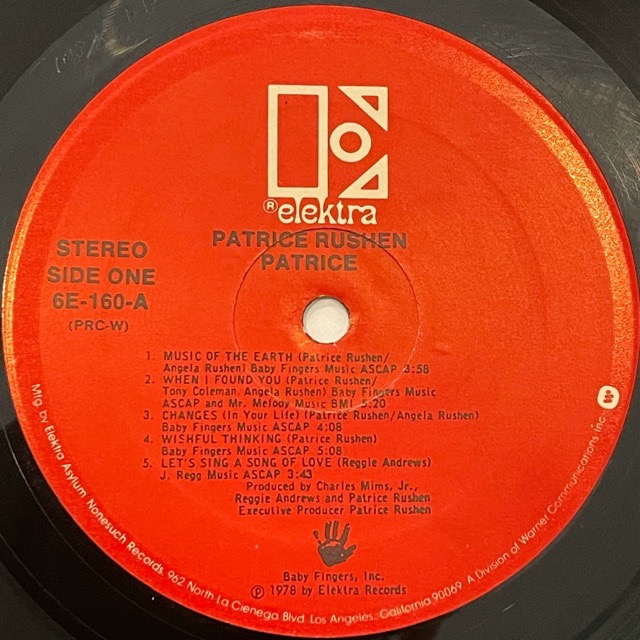 ® elektra
PATRICE RUSHEN
PATRICE
STEREO
SIDE ONE
6E-160-A
(PRC-W)
1. MUSIC OF THE EARTH (Patrice Rushen/
Angela Rushen) Baby Fingers Music ASCAP 3:58
2. WHEN I FOUND YOU (Patrice Rushen/
Tony Coleman, Angela Rushen) Baby Fingers Music
ASCAP and Mr. Melody Music BMI 5:20
3. CHANGES (In Your Life) (Patrice Rushen/Angela Rushen)
Baby Fingers Music ASCAP 4:08
4. WISHFUL THINKING (Patrice Rushen)
Baby Fingers Music ASCAP 5:08
5. LET'S SING A SONG OF LOVE (Reggie Andrews)
J. Regg Music ASCAP 3:43
Produced by Charles Mims, Jr.,
Reggie Andrews and Patrice Rushen
Executive Producer Patrice Rushen
Baby Fingers, Inc.
℗ 1978 by Elektra Records
Mfg. by Elektra Asylum Nonesuch Records, 962 North La Cienega Blvd. Los Angeles, California 90069 A Division of Warner Communications Inc.